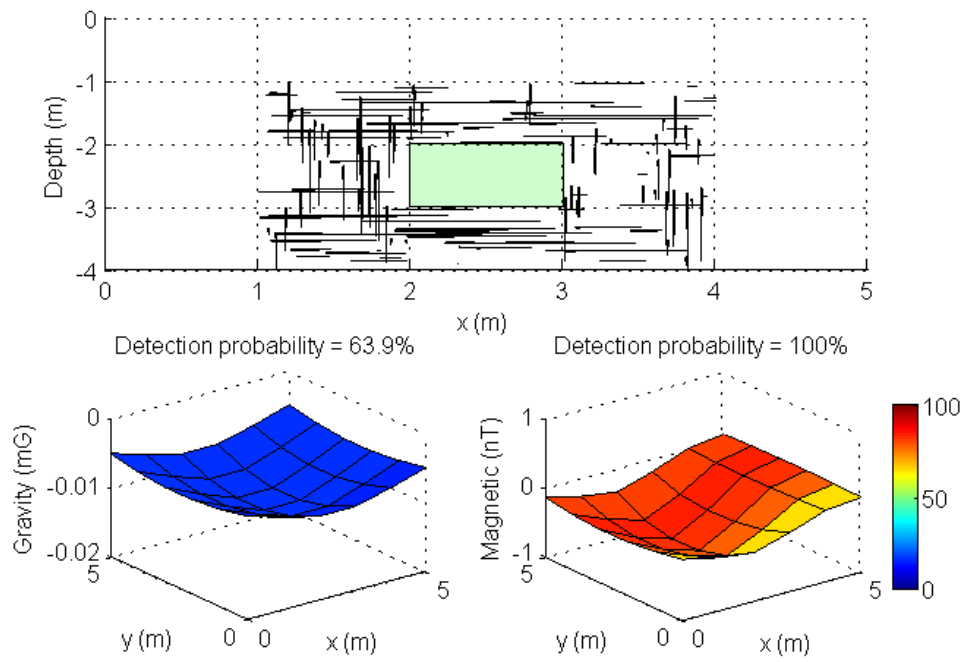 0
-1
-2
-3
-4
Depth (m)
0 1 2 3 4 5
x (m)
Detection probability = 63.9%
0
-0.01
-0.02
Gravity (mG)
5
y (m)
0 0
x (m)
5
Detection probability = 100%
1
0
-1
Magnetic (nT)
5
y (m)
0 0
x (m)
5
100
50
0